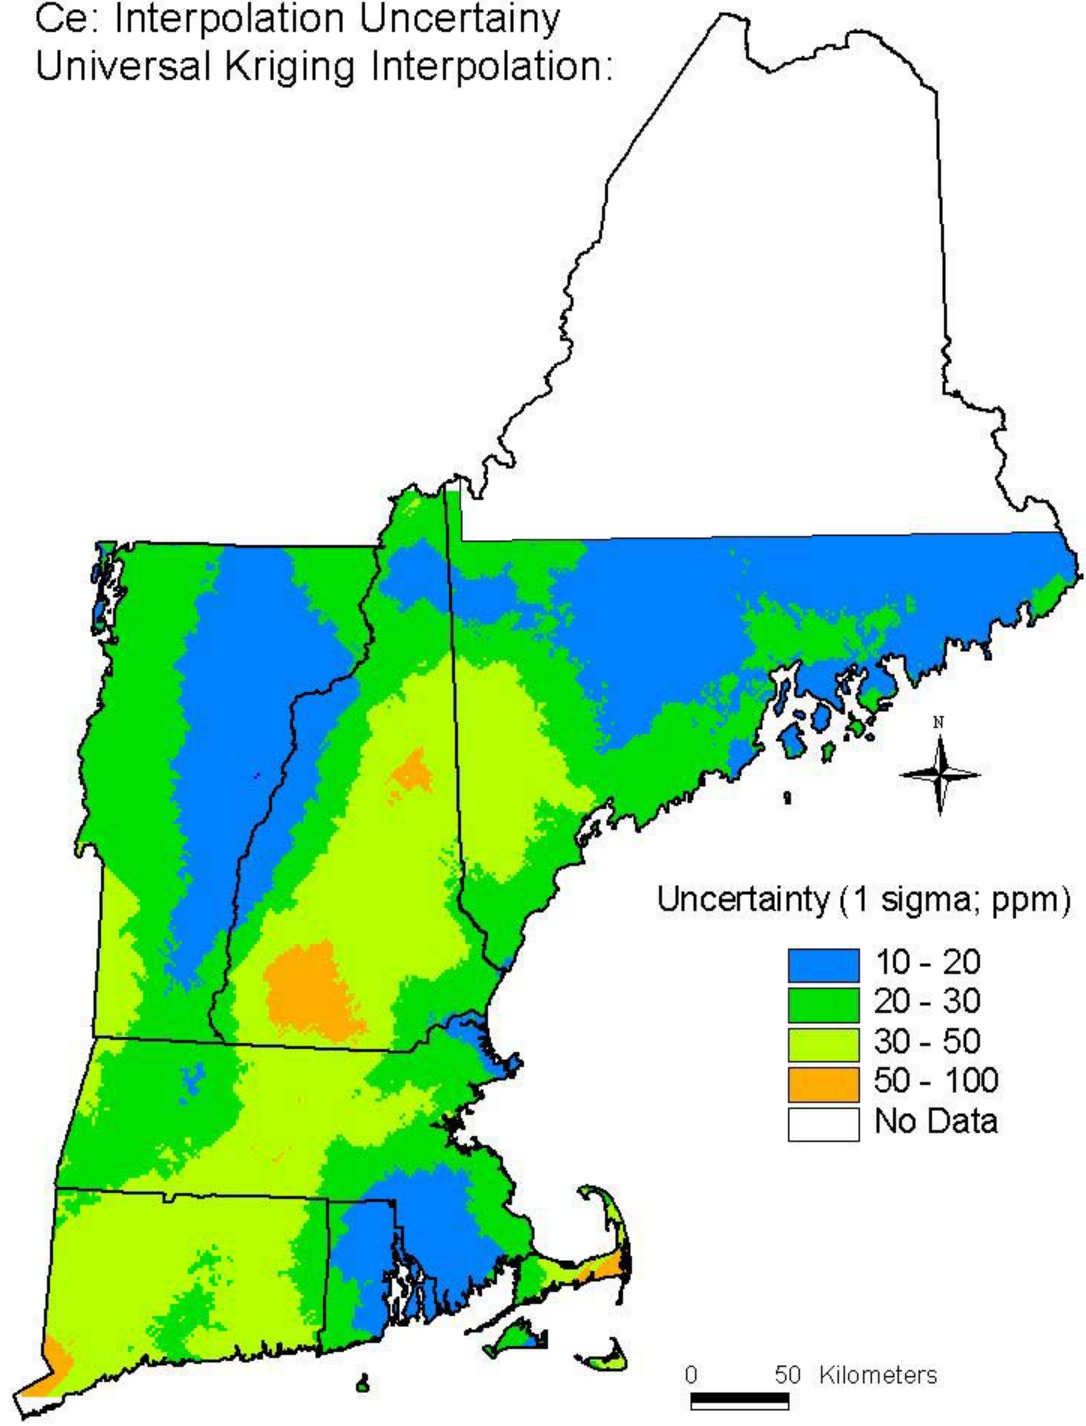 Ce: Interpolation Uncertainy
Universal Kriging Interpolation:
N
Uncertainty (1 sigma; ppm)
10 - 20
20 - 30
30 - 50
50 - 100
No Data
0 50 Kilometers